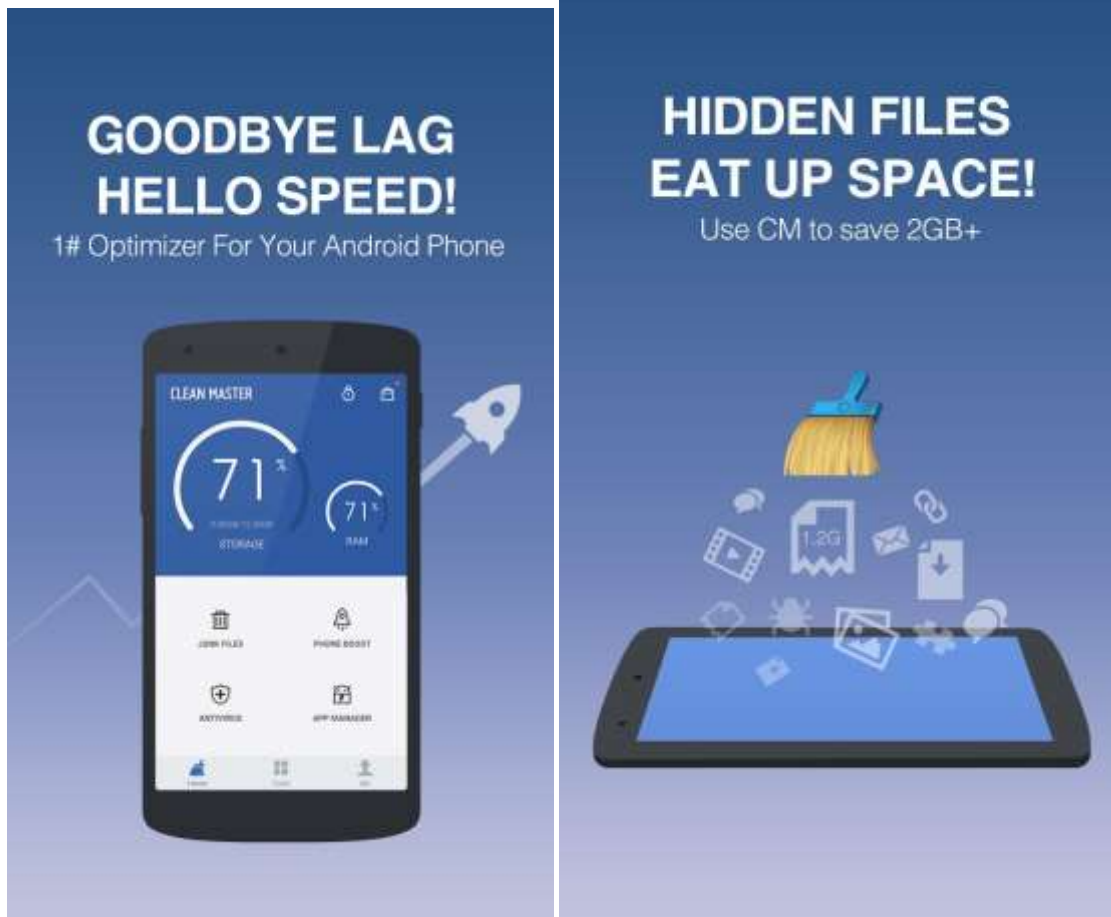 GOODBYE LAG
HELLO SPEED!
1# Optimizer For Your Android Phone
CLEAN MASTER
71%
STORAGE
71%
RAM
JUNK FILES
PHONE BOOST
ANTIVIRUS
APP MANAGER
HIDDEN FILES
EAT UP SPACE!
Use CM to save 2GB+
1.2G